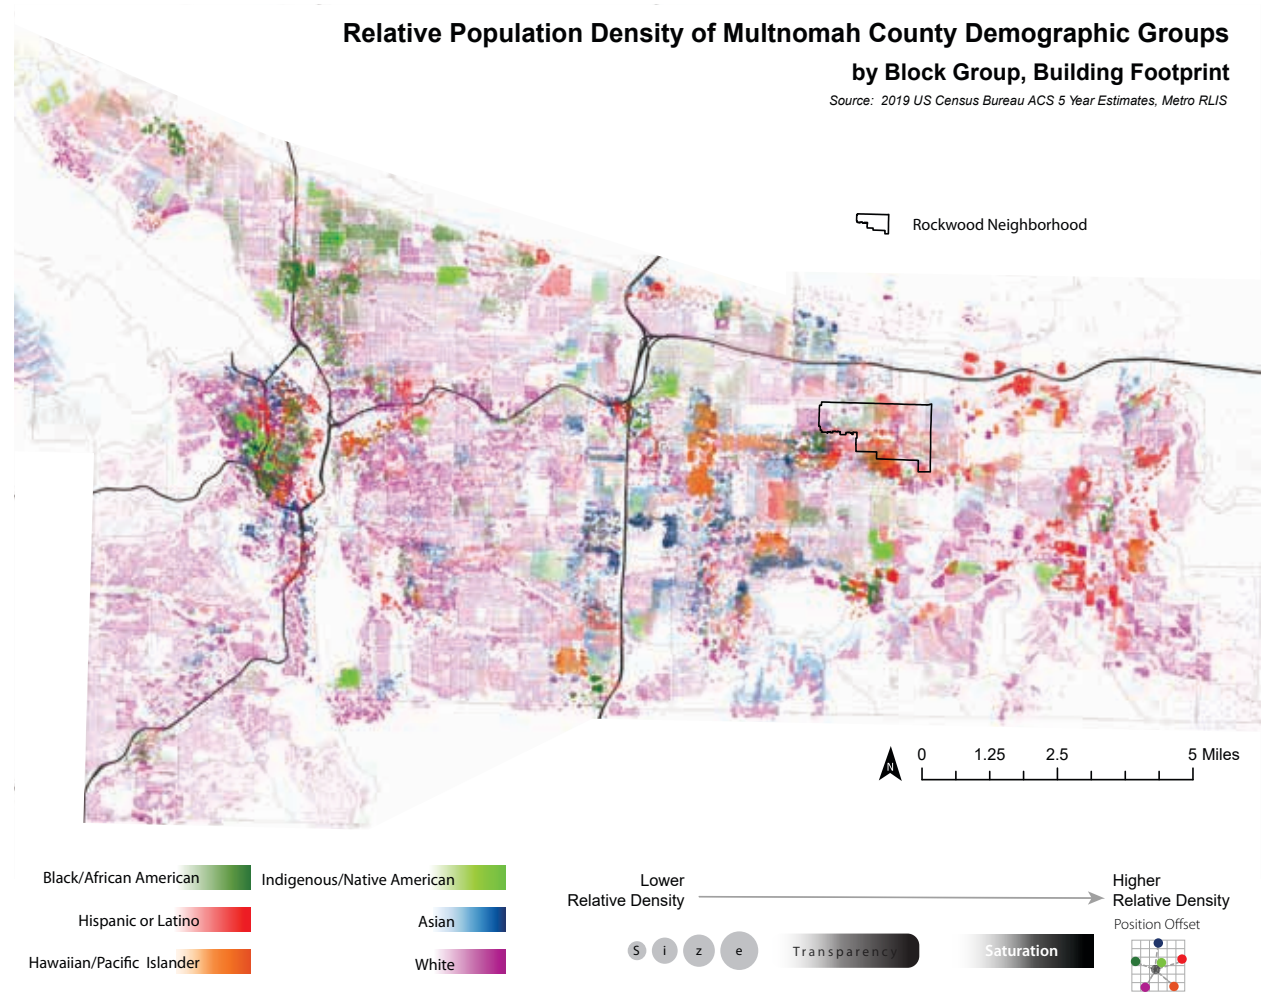 Relative Population Density of Multnomah County Demographic Groups
by Block Group, Building Footprint
Source: 2019 US Census Bureau ACS 5 Year Estimates, Metro RLIS
Rockwood Neighborhood
N
0 1.25 2.5 5 Miles
Black/African American
Indigenous/Native American
Hispanic or Latino
Asian
Hawaiian/Pacific Islander
White
Lower
Relative Density
Higher
Relative Density
Position Offset
S i z e
Transparency
Saturation